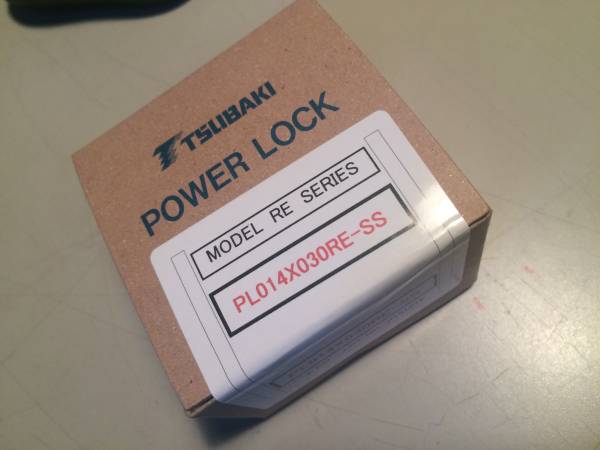 TSUBAKI
POWER LOCK
MODEL RE SERIES
PL014X030RE-SS